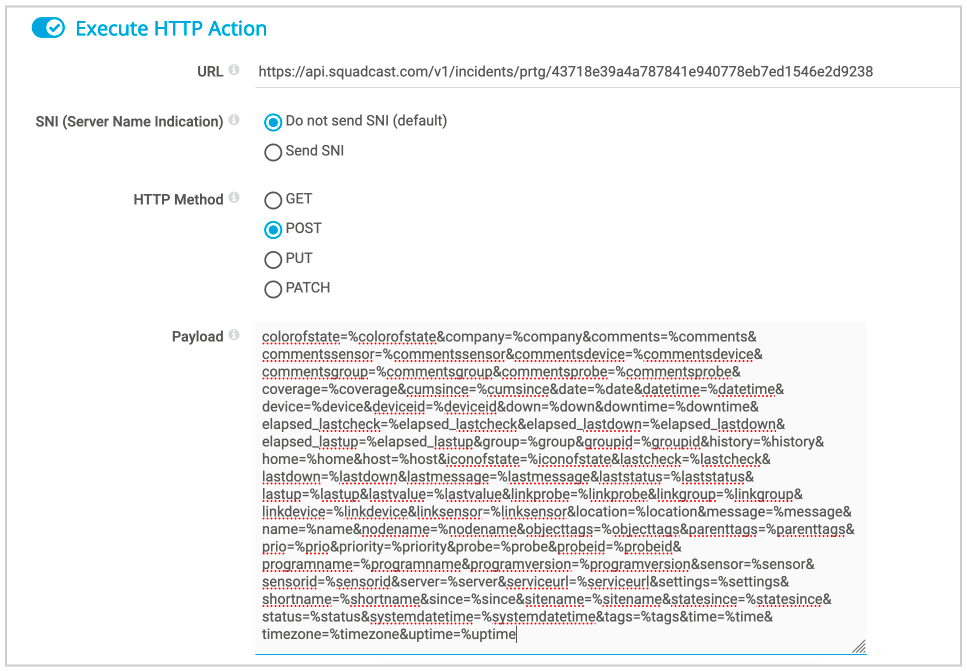 Execute HTTP Action
URL https://api.squadcast.com/v1/incidents/prtg/43718e39a4a787841e940778eb7ed1546e2d9238
SNI (Server Name Indication) Do not send SNI (default)
Send SNI
HTTP Method GET
POST
PUT
PATCH
Payload colorofstate=%colorofstate&company=%company&comments=%comments&
commentssensor=%commentssensor&commentsdevice=%commentsdevice&
commentsgroup=%commentsgroup&commentsprobe=%commentsprobe&
coverage=%coverage&cumsince=%cumsince&date=%date&datetime=%datetime&
device=%device&deviceid=%deviceid&down=%down&downtime=%downtime&
elapsed_lastcheck=%elapsed_lastcheck&elapsed_lastdown=%elapsed_lastdown&
elapsed_lastup=%elapsed_lastup&group=%group&groupid=%groupid&history=%history&
home=%home&host=%host&iconofstate=%iconofstate&lastcheck=%lastcheck&
lastdown=%lastdown&lastmessage=%lastmessage&laststatus=%laststatus&
lastup=%lastup&lastvalue=%lastvalue&linkprobe=%linkprobe&linkgroup=%linkgroup&
linkdevice=%linkdevice&linksensor=%linksensor&location=%location&message=%message&
name=%name&nodename=%nodename&objecttags=%objecttags&parenttags=%parenttags&
prio=%prio&priority=%priority&probe=%probe&probeid=%probeid&
programname=%programname&programversion=%programversion&sensor=%sensor&
sensorid=%sensorid&server=%server&serviceurl=%serviceurl&settings=%settings&
shortname=%shortname&since=%since&sitename=%sitename&statesince=%statesince&
status=%status&systemdatetime=%systemdatetime&tags=%tags&time=%time&
timezone=%timezone&uptime=%uptime